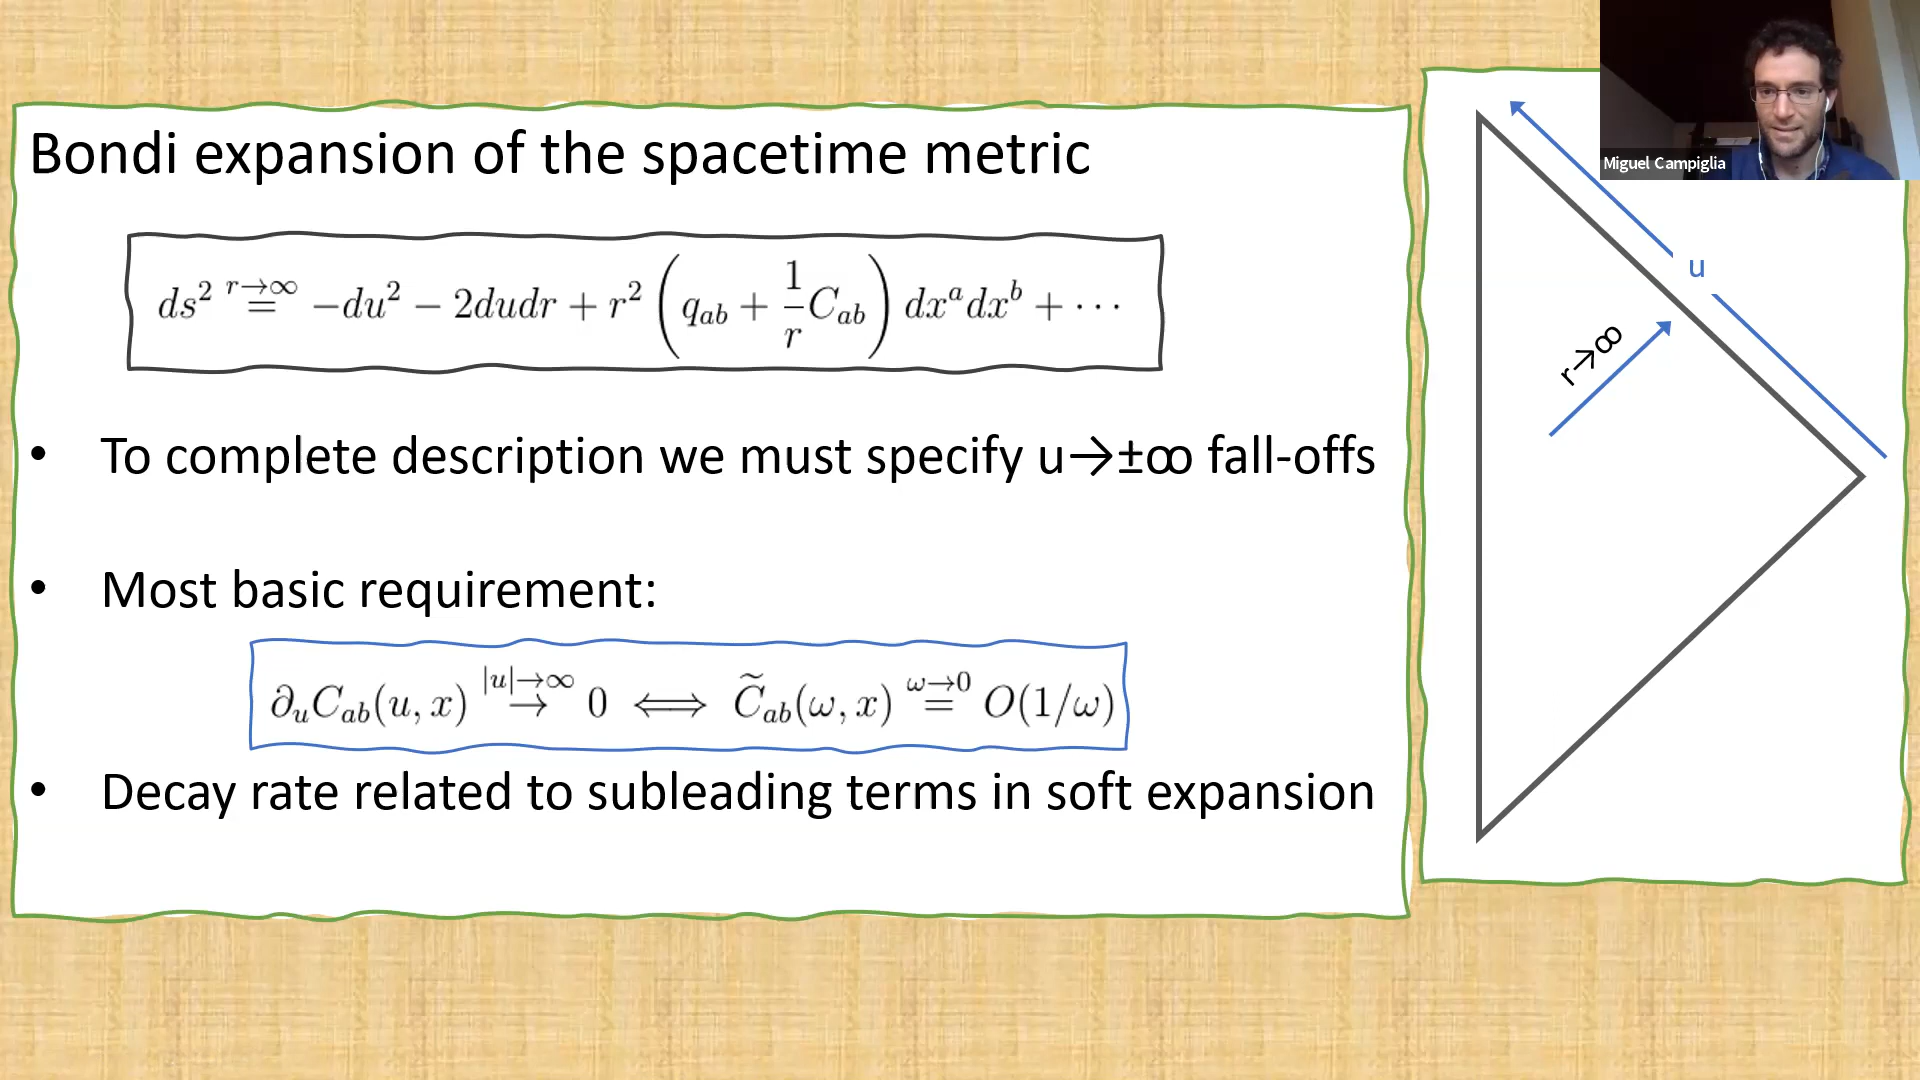 Bondi expansion of the spacetime metric
ds² r→∞ = −du² − 2dudr + r² (q_ab + 1/r C_ab) dx^a dx^b + ···
• To complete description we must specify u→±∞ fall-offs
• Most basic requirement:
∂_u C_ab(u, x) |u|→∞ → 0 ⟺ C̃_ab(ω, x) ω→0 = O(1/ω)
• Decay rate related to subleading terms in soft expansion
u
r→∞
Miguel Campiglia